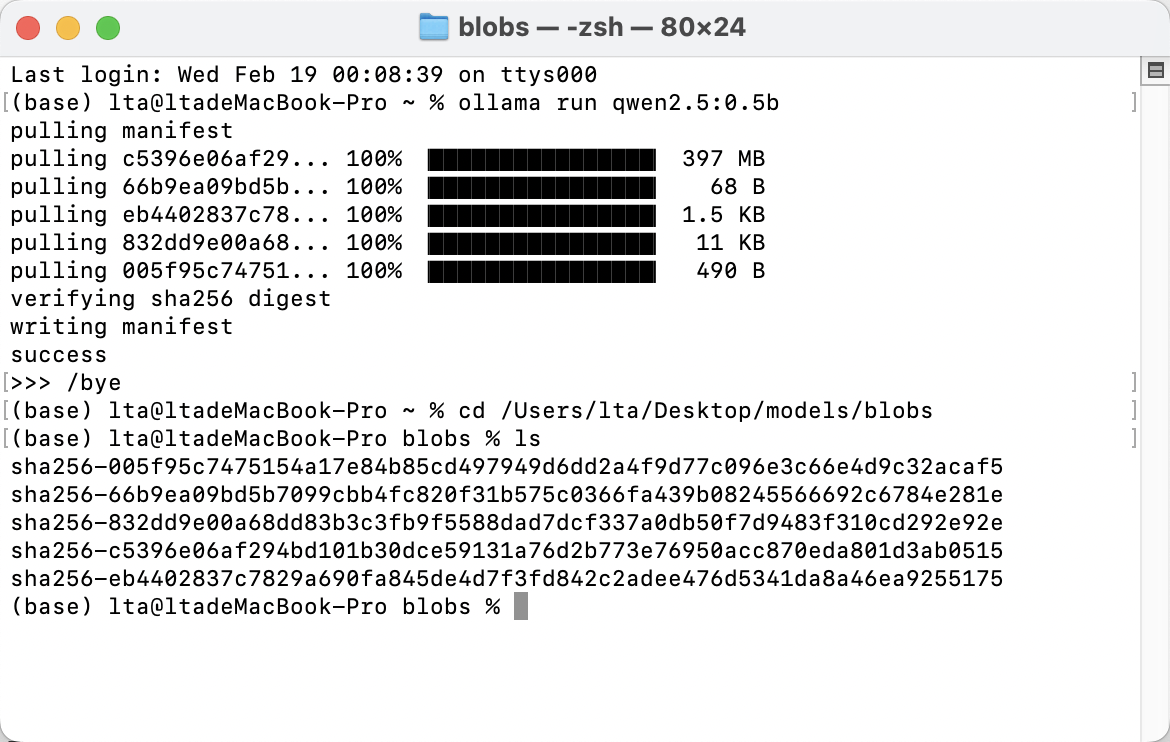 blobs — -zsh — 80×24
Last login: Wed Feb 19 00:08:39 on ttys000
[(base) lta@ltadeMacBook-Pro ~ % ollama run qwen2.5:0.5b ]
pulling manifest
pulling c5396e06af29... 100% 397 MB
pulling 66b9ea09bd5b... 100% 68 B
pulling eb4402837c78... 100% 1.5 KB
pulling 832dd9e00a68... 100% 11 KB
pulling 005f95c74751... 100% 490 B
verifying sha256 digest
writing manifest
success
[>>> /bye ]
[(base) lta@ltadeMacBook-Pro ~ % cd /Users/lta/Desktop/models/blobs ]
[(base) lta@ltadeMacBook-Pro blobs % ls ]
sha256-005f95c7475154a17e84b85cd497949d6dd2a4f9d77c096e3c66e4d9c32acaf5
sha256-66b9ea09bd5b7099cbb4fc820f31b575c0366fa439b08245566692c6784e281e
sha256-832dd9e00a68dd83b3c3fb9f5588dad7dcf337a0db50f7d9483f310cd292e92e
sha256-c5396e06af294bd101b30dce59131a76d2b773e76950acc870eda801d3ab0515
sha256-eb4402837c7829a690fa845de4d7f3fd842c2adee476d5341da8a46ea9255175
(base) lta@ltadeMacBook-Pro blobs %